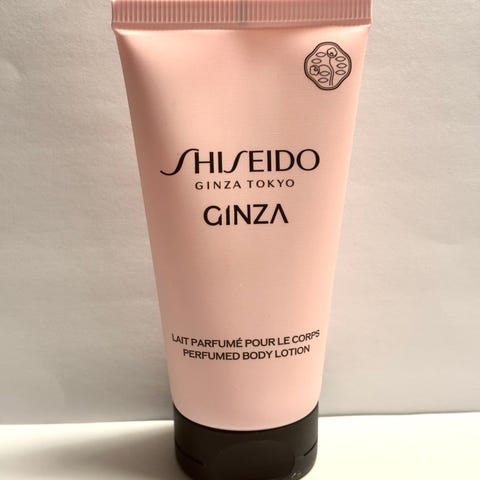 SHISEIDO
GINZA TOKYO
GINZA
LAIT PARFUMÉ POUR LE CORPS
PERFUMED BODY LOTION